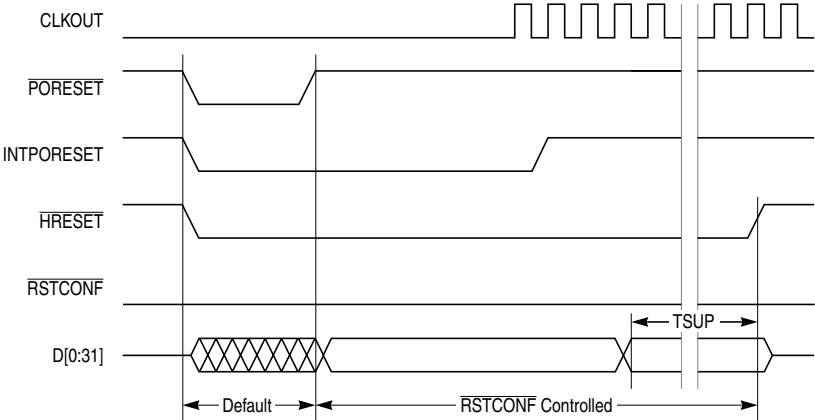 CLKOUT
PORESET
INTPORESET
HRESET
RSTCONF
TSUP
D[0:31]
Default
RSTCONF Controlled